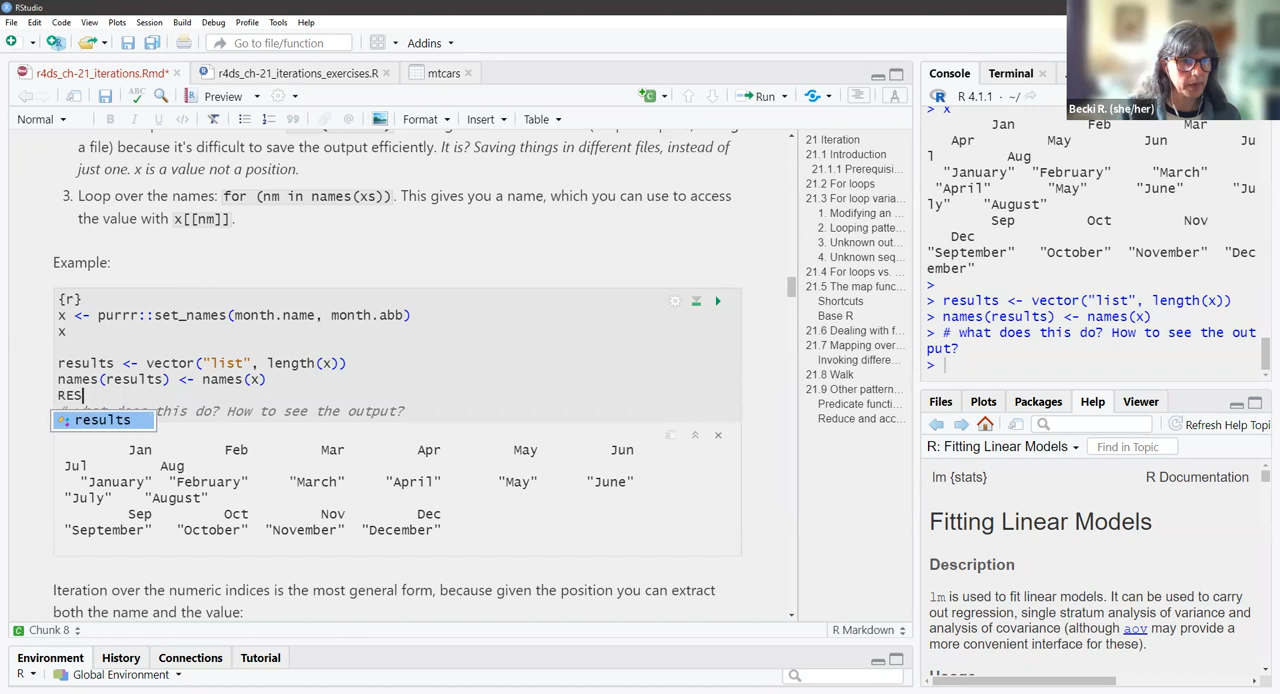 RStudio
File Edit Code View Plots Session Build Debug Profile Tools Help
Go to file/function Addins
r4ds_ch-21_iterations.Rmd* r4ds_ch-21_iterations_exercises.R mtcars
ABC Preview Run
Normal B I U Format Insert Table
a file) because it's difficult to save the output efficiently. It is? Saving things in different files, instead of
just one. x is a value not a position.
3. Loop over the names: for (nm in names(xs)). This gives you a name, which you can use to access
the value with x[[nm]].
Example:
{r}
x <- purrr::set_names(month.name, month.abb)
x
results <- vector("list", length(x))
names(results) <- names(x)
RES
what does this do? How to see the output?
results
Jan Feb Mar Apr May Jun
Jul Aug
"January" "February" "March" "April" "May" "June"
"July" "August"
Sep Oct Nov Dec
"September" "October" "November" "December"
Iteration over the numeric indices is the most general form, because given the position you can extract
both the name and the value:
Chunk 8 R Markdown
21 Iteration
21.1 Introduction
21.1.1 Prerequisi...
21.2 For loops
21.3 For loop varia...
1. Modifying an ...
2. Looping patte...
3. Unknown out...
4. Unknown seq...
21.4 For loops vs. ...
21.5 The map func...
Shortcuts
Base R
21.6 Dealing with f...
21.7 Mapping over...
Invoking differe...
21.8 Walk
21.9 Other pattern...
Predicate functi...
Reduce and acc...
Environment History Connections Tutorial
R Global Environment
Console Terminal
R 4.1.1 · ~/
Becki R. (she/her)
> x
Jan Feb Mar
Apr May Jun Ju
l Aug
"January" "February" "March"
"April" "May" "June" "Ju
ly" "August"
Sep Oct Nov
Dec
"September" "October" "November" "Dec
ember"
>
> results <- vector("list", length(x))
> names(results) <- names(x)
> # what does this do? How to see the out
put?
>
Files Plots Packages Help Viewer
Refresh Help Topi
R: Fitting Linear Models Find in Topic
lm {stats} R Documentation
Fitting Linear Models
Description
lm is used to fit linear models. It can be used to carry
out regression, single stratum analysis of variance and
analysis of covariance (although aov may provide a
more convenient interface for these).